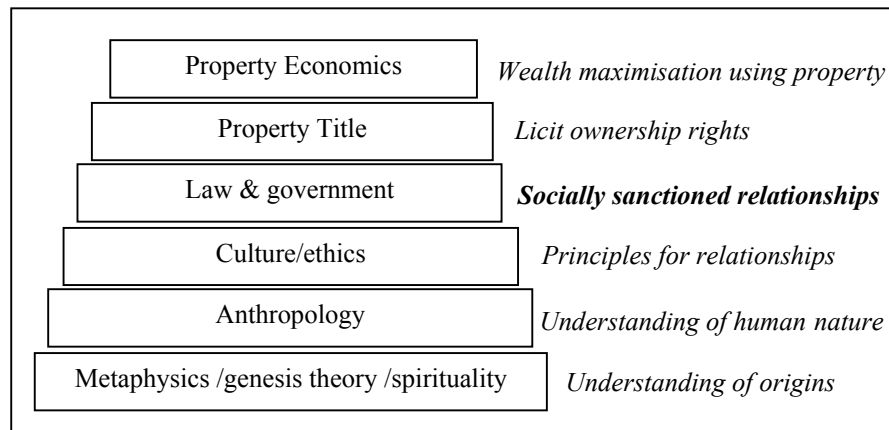 Property Economics
Wealth maximisation using property
Property Title
Licit ownership rights
Law & government
Socially sanctioned relationships
Culture/ethics
Principles for relationships
Anthropology
Understanding of human nature
Metaphysics /genesis theory /spirituality
Understanding of origins